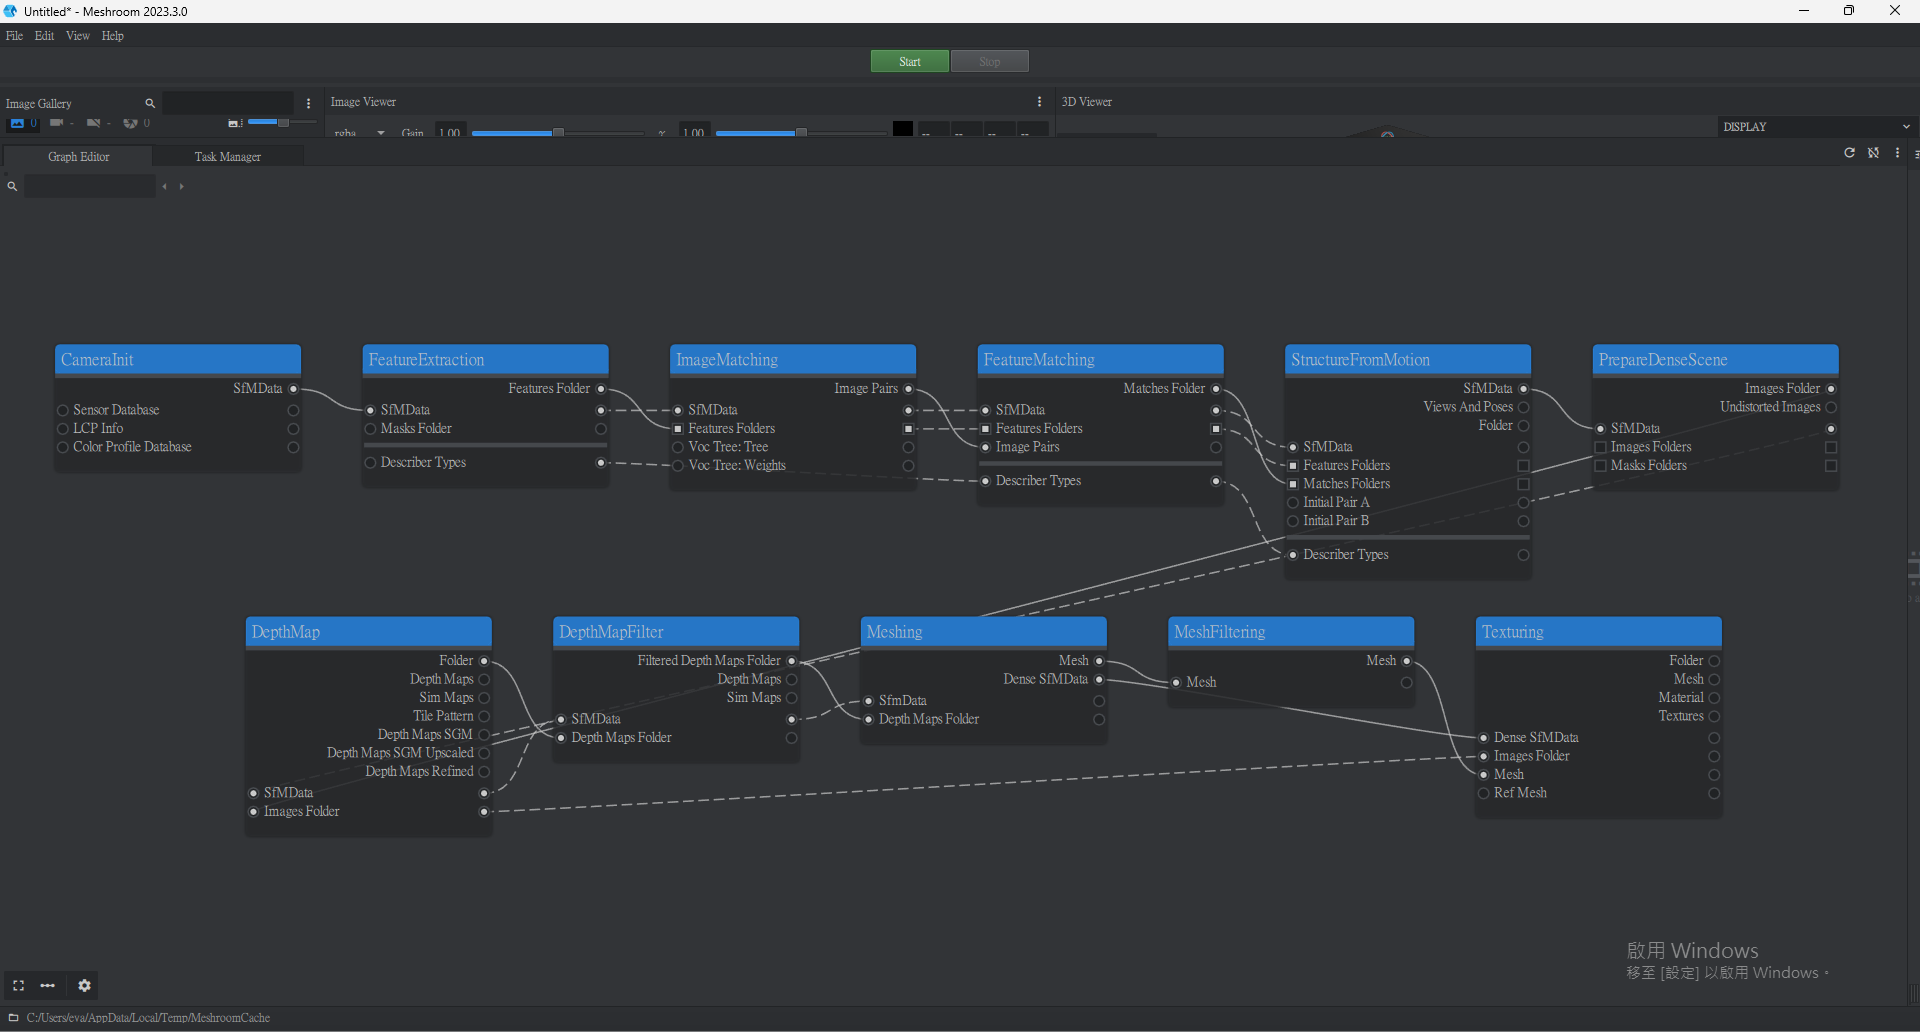 Untitled* - Meshroom 2023.3.0
File Edit View Help
Start Stop
Image Gallery
Image Viewer
3D Viewer
0 0
rgba Gain 1.00 γ 1.00 -- -- -- --
DISPLAY
Graph Editor Task Manager
CameraInit
SfMData
Sensor Database
LCP Info
Color Profile Database
FeatureExtraction
Features Folder
SfMData
Masks Folder
Describer Types
ImageMatching
Image Pairs
SfMData
Features Folders
Voc Tree: Tree
Voc Tree: Weights
FeatureMatching
Matches Folder
SfMData
Features Folders
Image Pairs
Describer Types
StructureFromMotion
SfMData
Views And Poses
Folder
SfMData
Features Folders
Matches Folders
Initial Pair A
Initial Pair B
Describer Types
PrepareDenseScene
Images Folder
Undistorted Images
SfMData
Images Folders
Masks Folders
DepthMap
Folder
Depth Maps
Sim Maps
Tile Pattern
Depth Maps SGM
Depth Maps SGM Upscaled
Depth Maps Refined
SfMData
Images Folder
DepthMapFilter
Filtered Depth Maps Folder
Depth Maps
Sim Maps
SfMData
Depth Maps Folder
Meshing
Mesh
Dense SfMData
SfmData
Depth Maps Folder
MeshFiltering
Mesh
Mesh
Texturing
Folder
Mesh
Material
Textures
Dense SfMData
Images Folder
Mesh
Ref Mesh
啟用 Windows
移至 [設定] 以啟用 Windows。
C:/Users/eva/AppData/Local/Temp/MeshroomCache